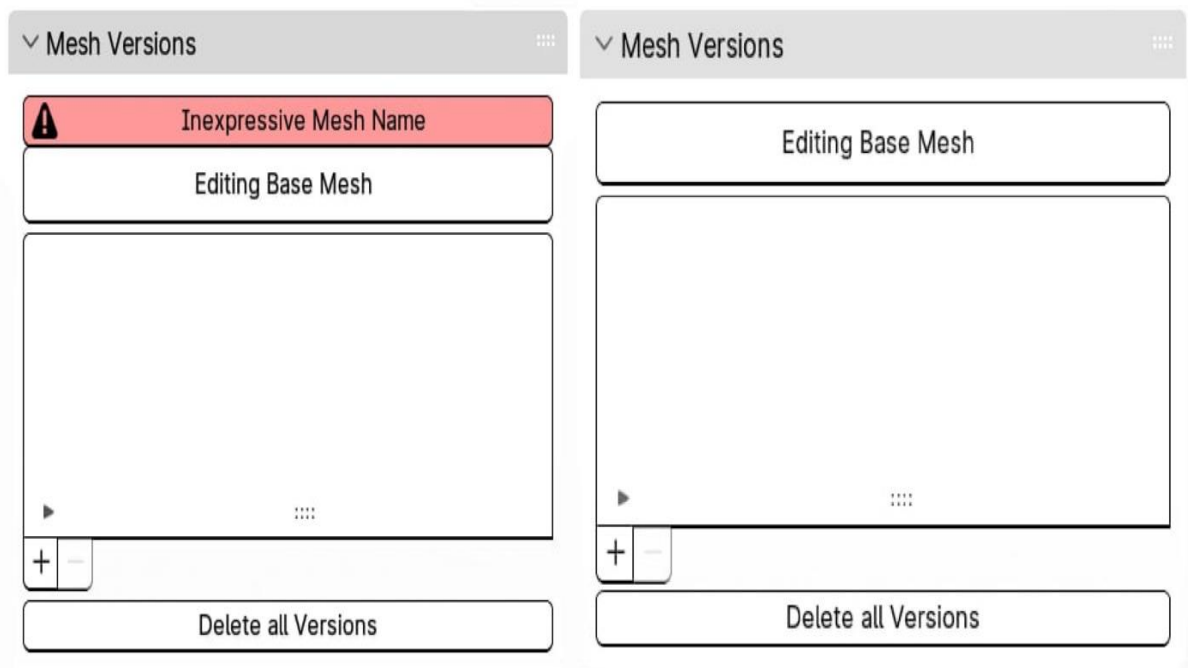 Mesh Versions
Inexpressive Mesh Name
Editing Base Mesh
+ -
Delete all Versions
Mesh Versions
Editing Base Mesh
+ -
Delete all Versions